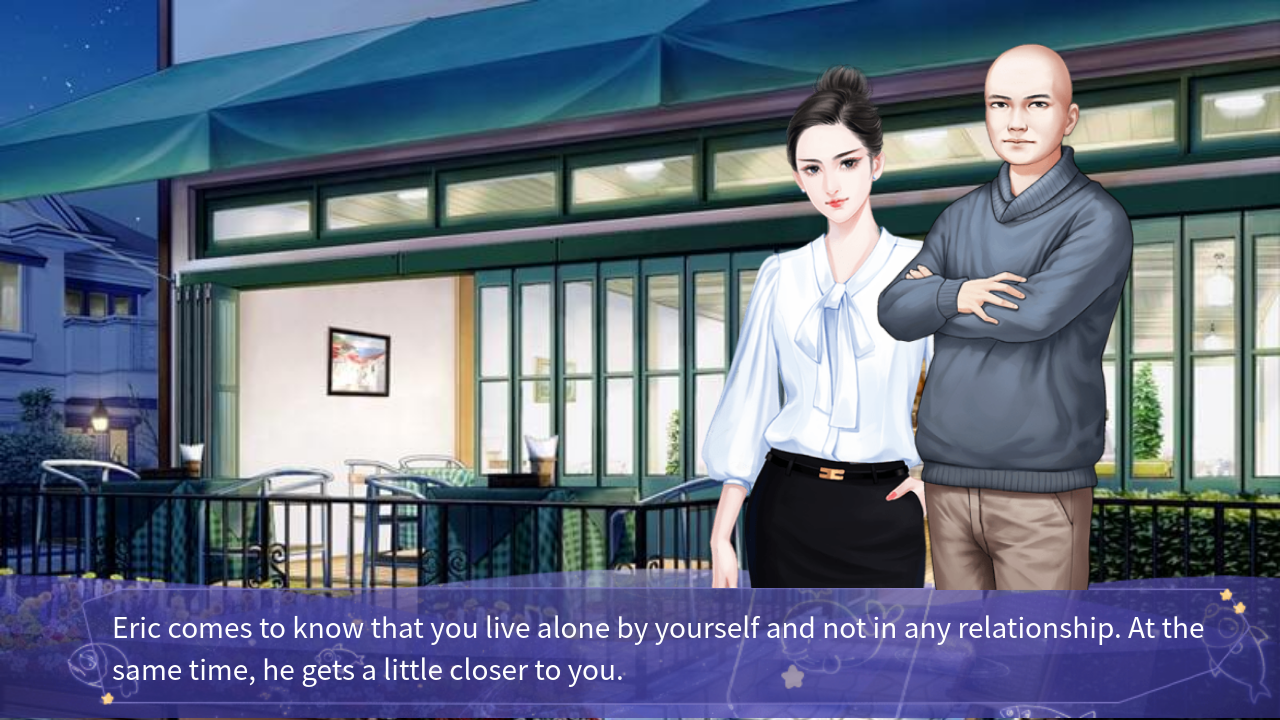 Eric comes to know that you live alone by yourself and not in any relationship. At the
same time, he gets a little closer to you.